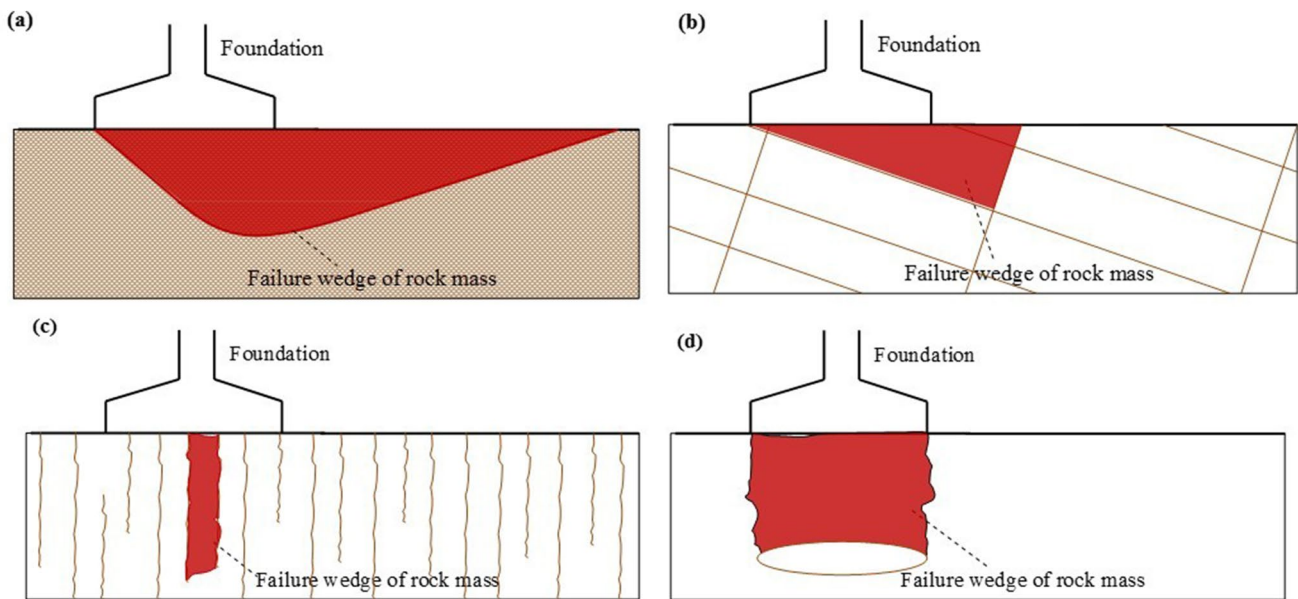 (a)
Foundation
Failure wedge of rock mass
(b)
Foundation
Failure wedge of rock mass
(c)
Foundation
Failure wedge of rock mass
(d)
Foundation
Failure wedge of rock mass